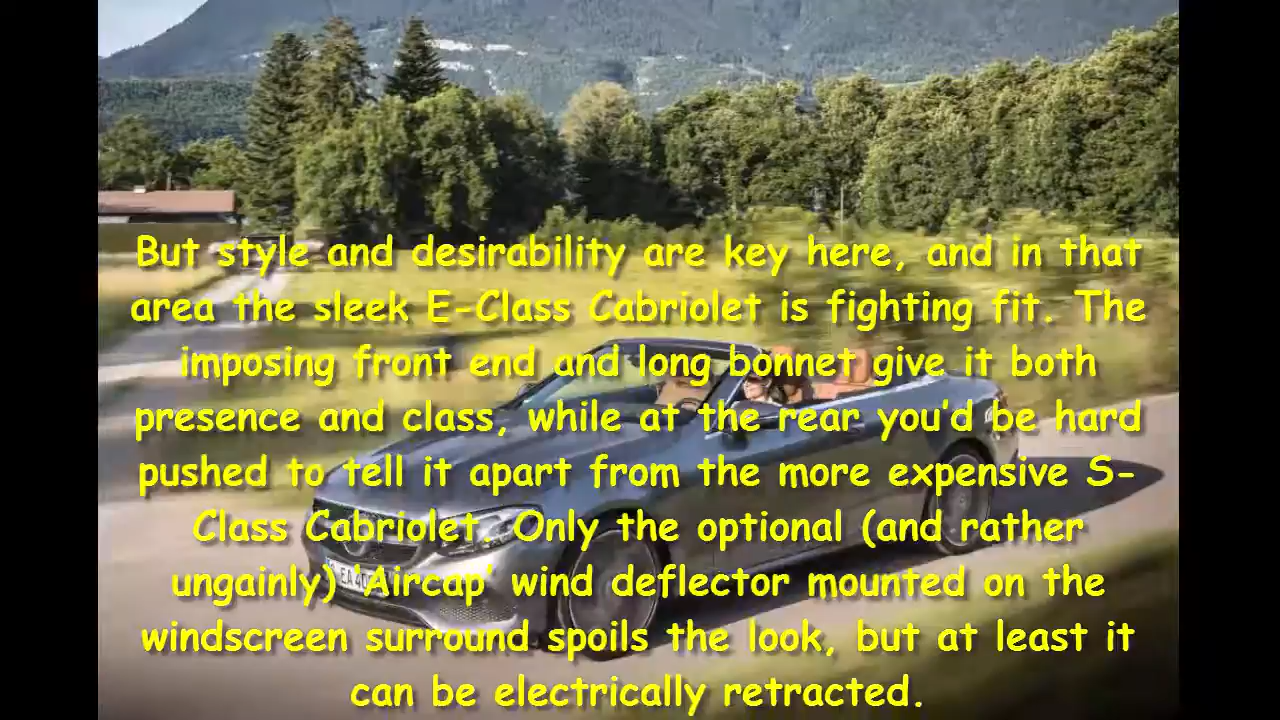 But style and desirability are key here, and in that
area the sleek E-Class Cabriolet is fighting fit. The
imposing front end and long bonnet give it both
presence and class, while at the rear you'd be hard
pushed to tell it apart from the more expensive S-
Class Cabriolet. Only the optional (and rather
ungainly) ‘Aircap’ wind deflector mounted on the
windscreen surround spoils the look, but at least it
can be electrically retracted.